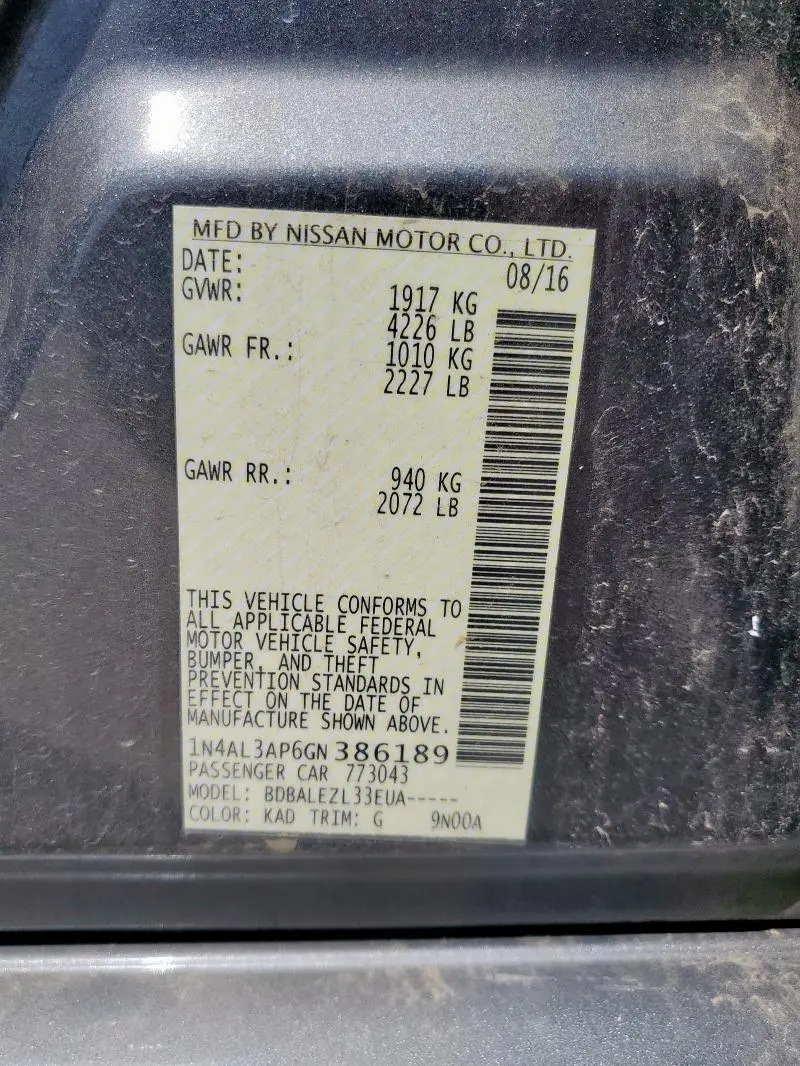 MFD BY NISSAN MOTOR CO., LTD.
DATE: 08/16
GVWR: 1917 KG
4226 LB
GAWR FR.: 1010 KG
2227 LB
GAWR RR.: 940 KG
2072 LB
THIS VEHICLE CONFORMS TO
ALL APPLICABLE FEDERAL
MOTOR VEHICLE SAFETY,
BUMPER, AND THEFT
PREVENTION STANDARDS IN
EFFECT ON THE DATE OF
MANUFACTURE SHOWN ABOVE.
1N4AL3AP6GN386189
PASSENGER CAR 773043
MODEL: BDBALEZL33EUA-----
COLOR: KAD TRIM: G 9N00A